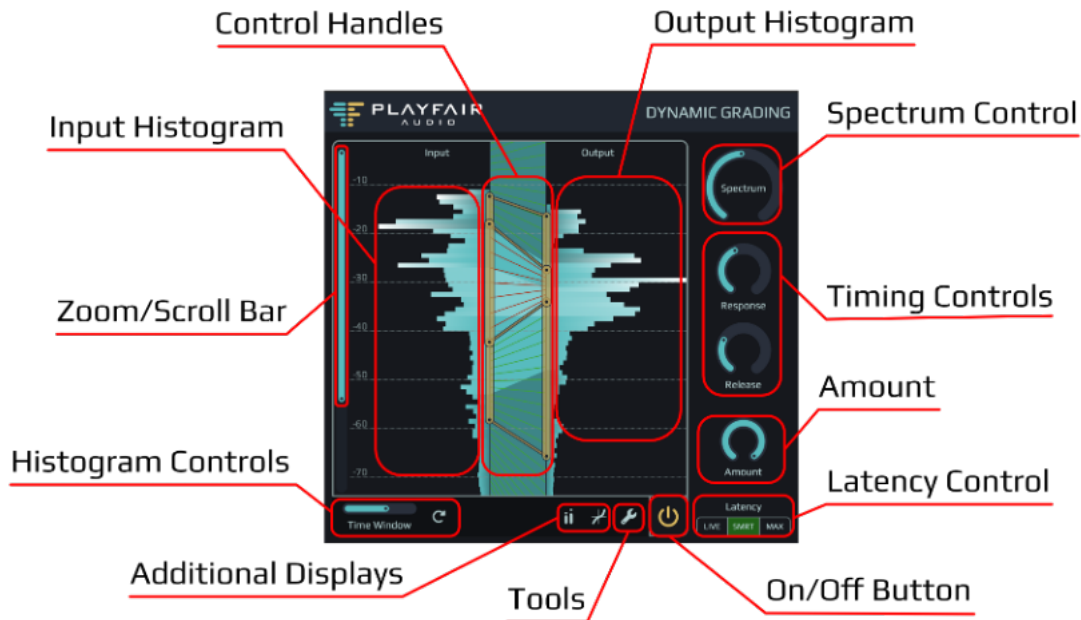 Control Handles
Output Histogram
PLAYFAIR
AUDIO
DYNAMIC GRADING
Input Histogram
Spectrum Control
Input
Output
-10
Spectrum
-20
-30
Response
Timing Controls
Zoom/Scroll Bar
-40
-50
Release
Amount
-60
Histogram Controls
Amount
-70
Latency Control
Latency
Time Window
LIVE SMRT MAX
Additional Displays
Tools
On/Off Button